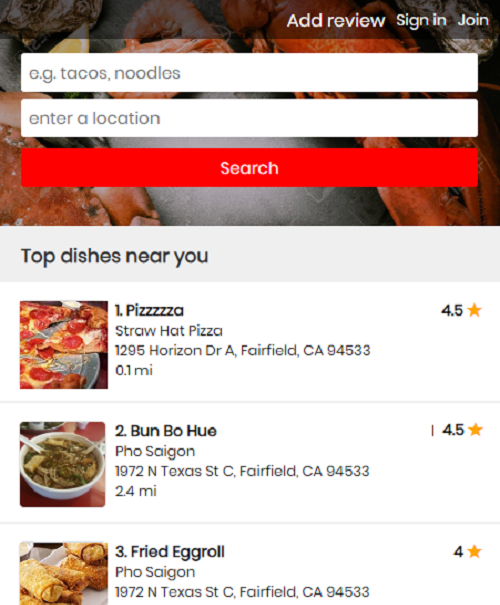 Add review Sign in Join
e.g. tacos, noodles
enter a location
Search
Top dishes near you
1. Pizzzzza 4.5
Straw Hat Pizza
1295 Horizon Dr A, Fairfield, CA 94533
0.1 mi
2. Bun Bo Hue | 4.5
Pho Saigon
1972 N Texas St C, Fairfield, CA 94533
2.4 mi
3. Fried Eggroll 4
Pho Saigon
1972 N Texas St C, Fairfield, CA 94533